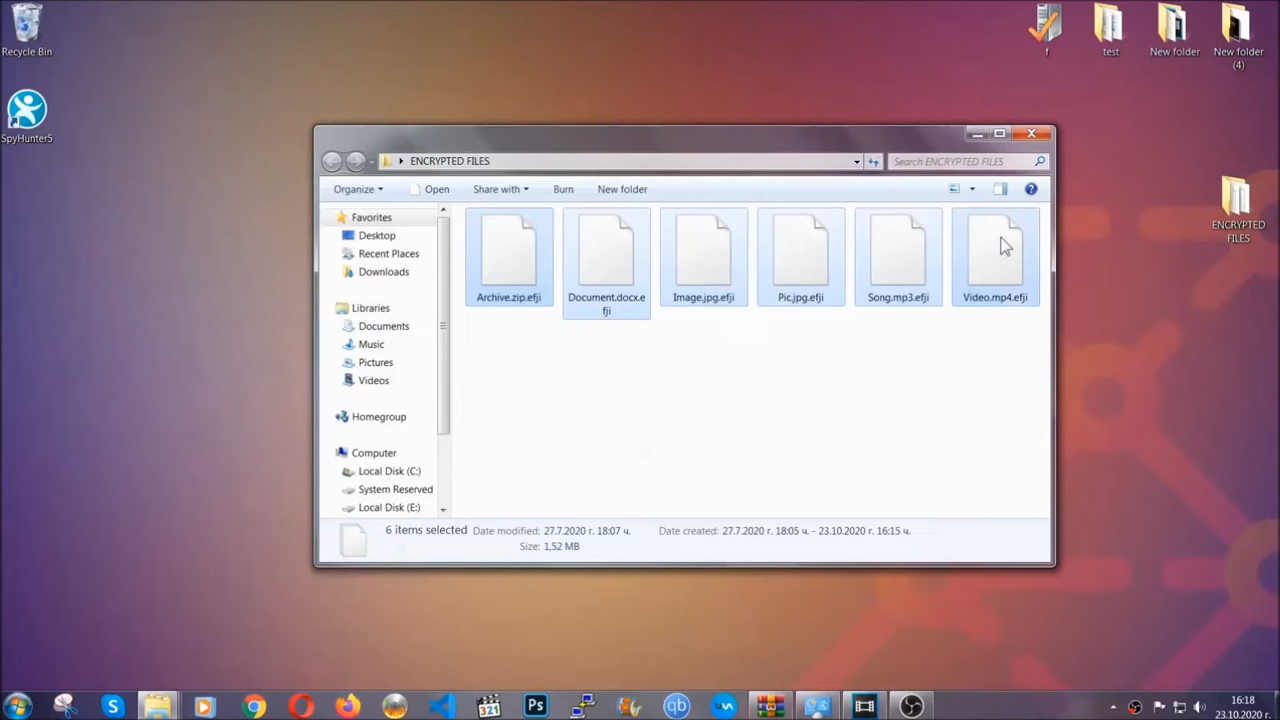 Recycle Bin
SpyHunter5
f
test
New folder
New folder
(4)
ENCRYPTED
FILES
ENCRYPTED FILES
Search ENCRYPTED FILES
Organize
Open
Share with
Burn
New folder
Favorites
Desktop
Recent Places
Downloads
Libraries
Documents
Music
Pictures
Videos
Homegroup
Computer
Local Disk (C:)
System Reserved
Local Disk (E:)
Archive.zip.efji
Document.docx.e
fji
Image.jpg.efji
Pic.jpg.efji
Song.mp3.efji
Video.mp4.efji
6 items selected
Date modified: 27.7.2020 г. 18:07 ч.
Date created: 27.7.2020 г. 18:05 ч. - 23.10.2020 г. 16:15 ч.
Size: 1,52 MB
321
Ps
qb
16:18
23.10.2020 г.